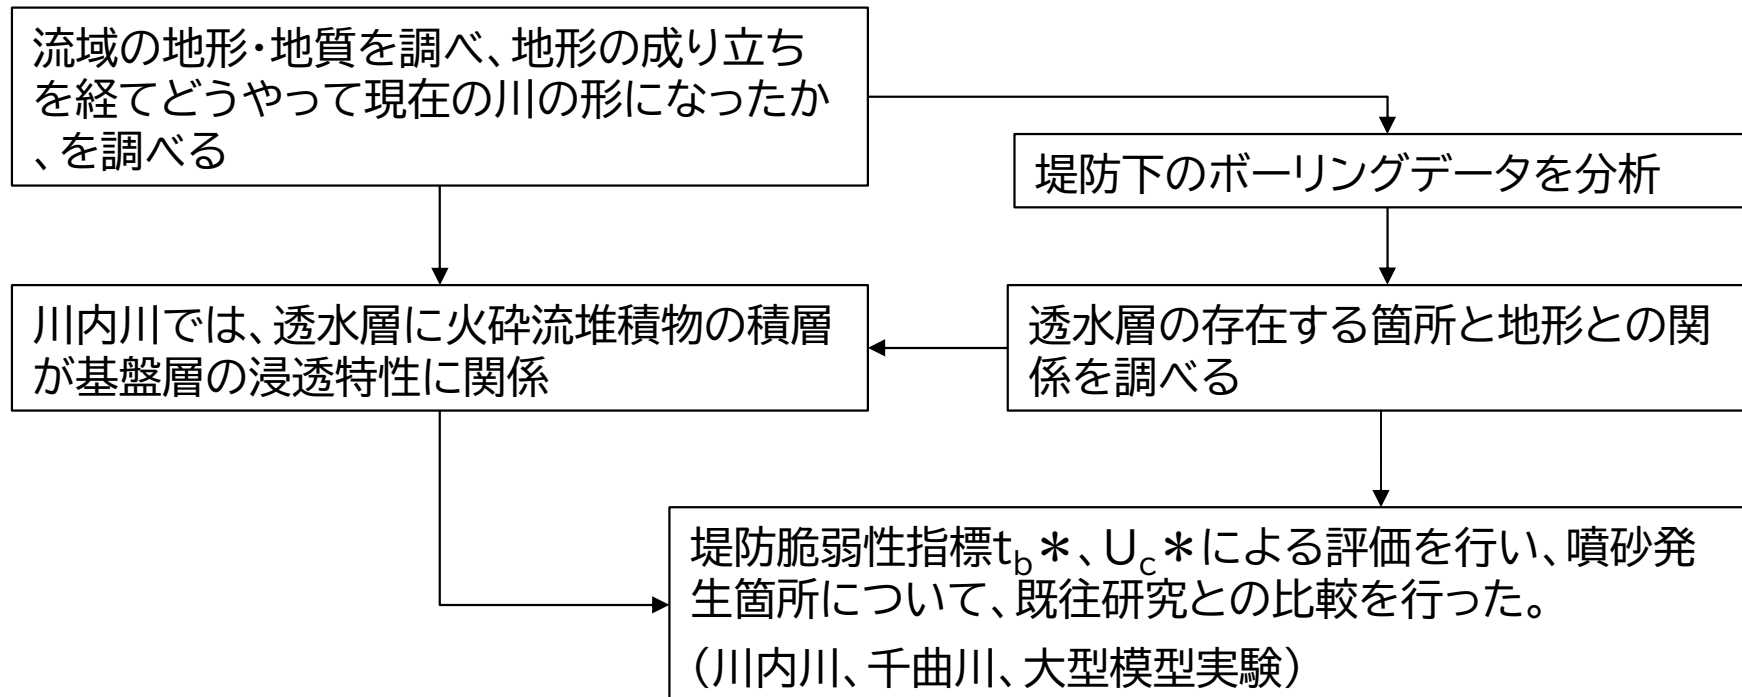 流域の地形・地質を調べ、地形の成り立ち
を経てどうやって現在の川の形になったか
、を調べる
堤防下のボーリングデータを分析
川内川では、透水層に火砕流堆積物の積層
が基盤層の浸透特性に関係
透水層の存在する箇所と地形との関
係を調べる
堤防脆弱性指標tb＊、Uc＊による評価を行い、噴砂発
生箇所について、既往研究との比較を行った。
（川内川、千曲川、大型模型実験）